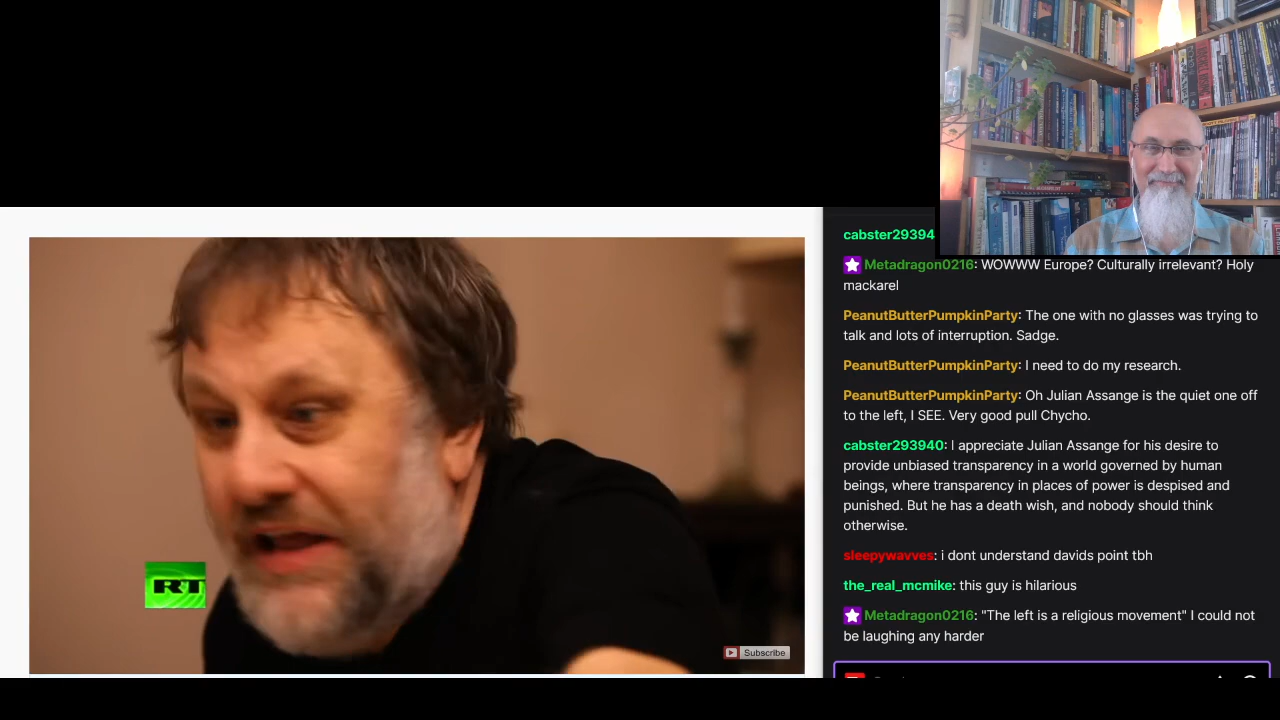 cabster29394
Metadragon0216: WOWWW Europe? Culturally irrelevant? Holy
mackarel
PeanutButterPumpkinParty: The one with no glasses was trying to
talk and lots of interruption. Sadge.
PeanutButterPumpkinParty: I need to do my research.
PeanutButterPumpkinParty: Oh Julian Assange is the quiet one off
to the left, I SEE. Very good pull Chycho.
cabster293940: I appreciate Julian Assange for his desire to
provide unbiased transparency in a world governed by human
beings, where transparency in places of power is despised and
punished. But he has a death wish, and nobody should think
otherwise.
sleepywavves: i dont understand davids point tbh
the_real_mcmike: this guy is hilarious
Metadragon0216: "The left is a religious movement" I could not
be laughing any harder
RT
Subscribe